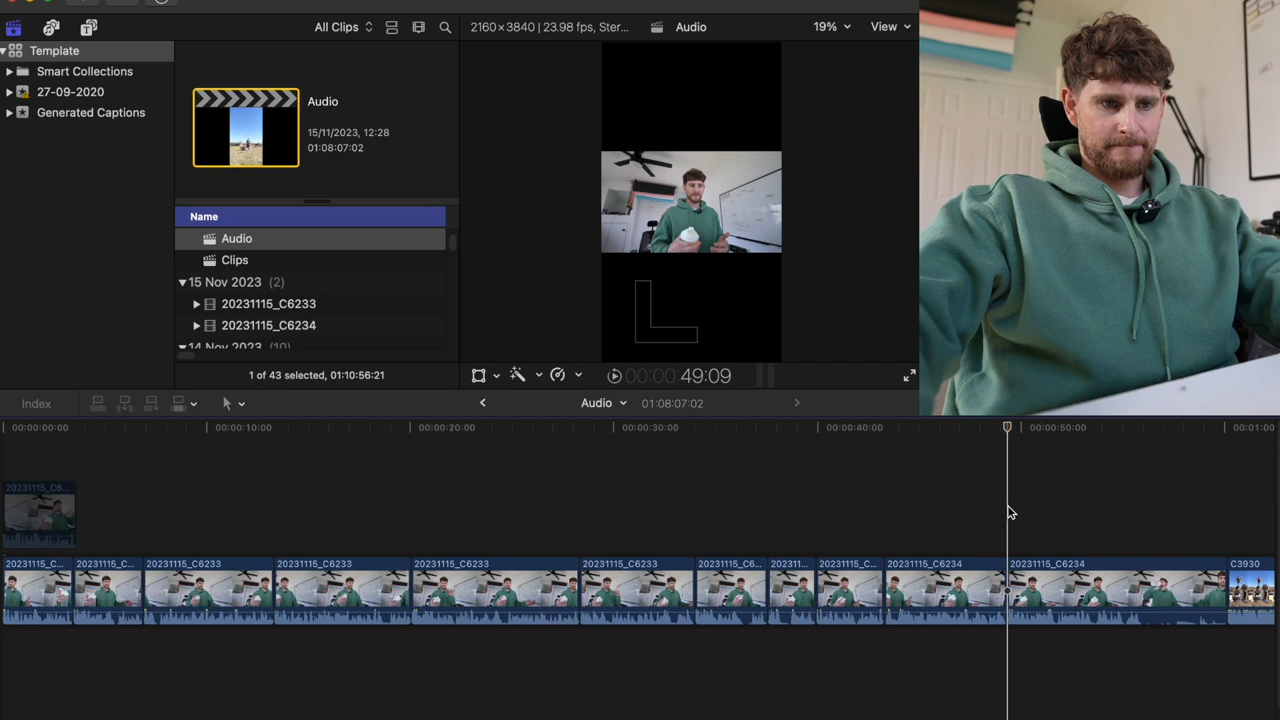 All Clips
2160×3840 | 23.98 fps, Ster...
Audio
19%
View
Template
Smart Collections
27-09-2020
Generated Captions
Audio
15/11/2023, 12:28
01:08:07:02
Name
Audio
Clips
15 Nov 2023 (2)
20231115_C6233
20231115_C6234
14 Nov 2023 (10)
1 of 43 selected, 01:10:56:21
00:00:00:49:09
Index
Audio
01:08:07:02
00:00:00:00
00:00:10:00
00:00:20:00
00:00:30:00
00:00:40:00
00:00:50:00
00:01:00
20231115_C6...
20231115_C...
20231115_C...
20231115_C6233
20231115_C6233
20231115_C6233
20231115_C6233
20231115_C6...
202311...
20231115_C...
20231115_C6234
20231115_C6234
C3930